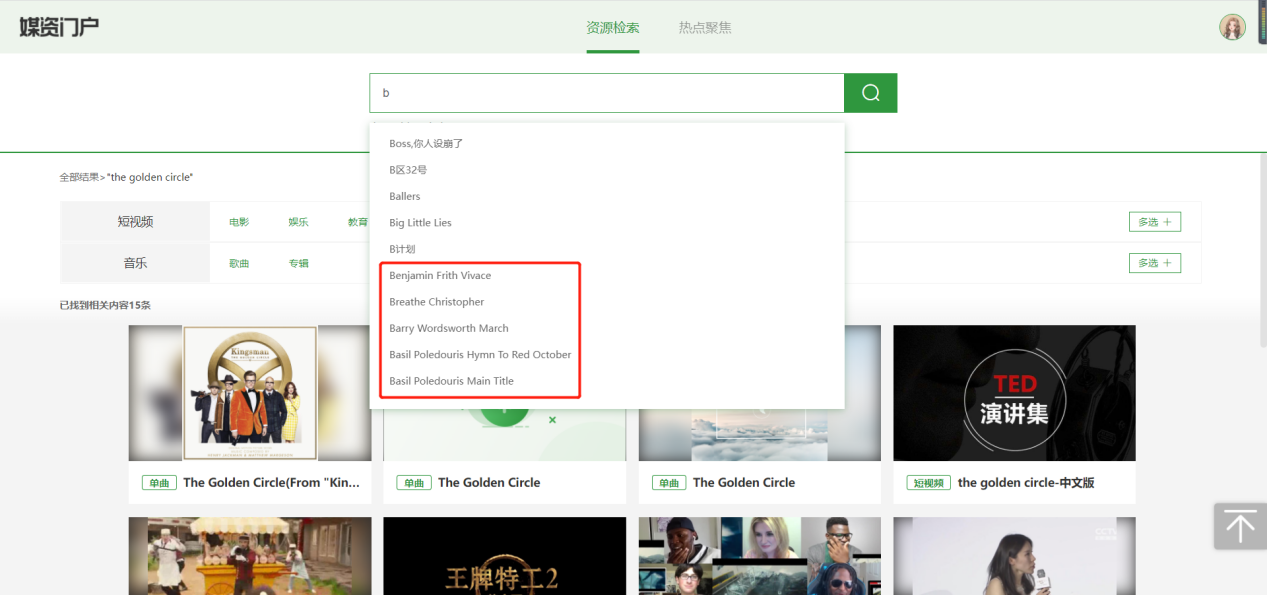 媒资门户
资源检索
热点聚焦
b
Boss,你人设崩了
B区32号
Ballers
Big Little Lies
B计划
Benjamin Frith Vivace
Breathe Christopher
Barry Wordsworth March
Basil Poledouris Hymn To Red October
Basil Poledouris Main Title
全部结果>"the golden circle"
短视频 电影 娱乐 教育 多选 +
音乐 歌曲 专辑 多选 +
已找到相关内容15条
Kingsman
TED
演讲集
单曲 The Golden Circle(From "Kin...
单曲 The Golden Circle
单曲 The Golden Circle
短视频 the golden circle-中文版
王牌特工2
CCTV